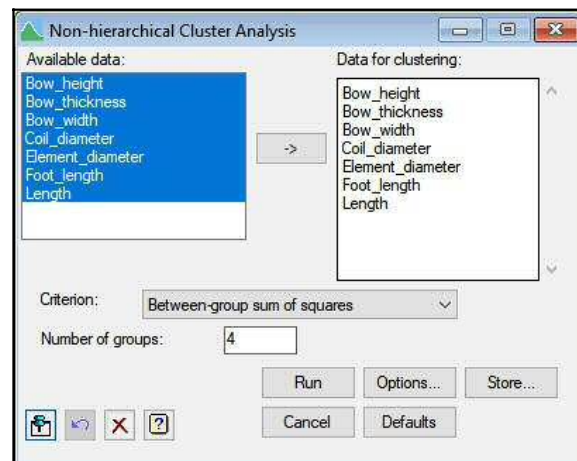 Non-hierarchical Cluster Analysis
Available data:
Bow_height
Bow_thickness
Bow_width
Coil_diameter
Element_diameter
Foot_length
Length
->
Data for clustering:
Bow_height
Bow_thickness
Bow_width
Coil_diameter
Element_diameter
Foot_length
Length
Criterion: Between-group sum of squares
Number of groups: 4
Run Options... Store...
Cancel Defaults